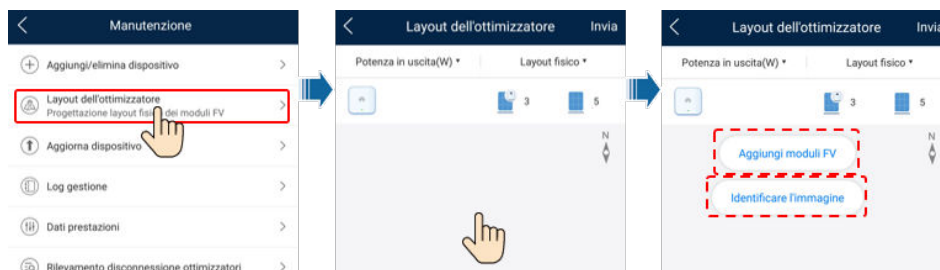 Manutenzione
Aggiungi/elimina dispositivo
Layout dell'ottimizzatore
Progettazione layout fisico dei moduli FV
Aggiorna dispositivo
Log gestione
Dati prestazioni
Rilevamento disconnessione ottimizzatori
Layout dell'ottimizzatore Invia
Potenza in uscita(W) Layout fisico
3 5
N
Layout dell'ottimizzatore Invia
Potenza in uscita(W) Layout fisico
3 5
N
Aggiungi moduli FV
Identificare l'immagine